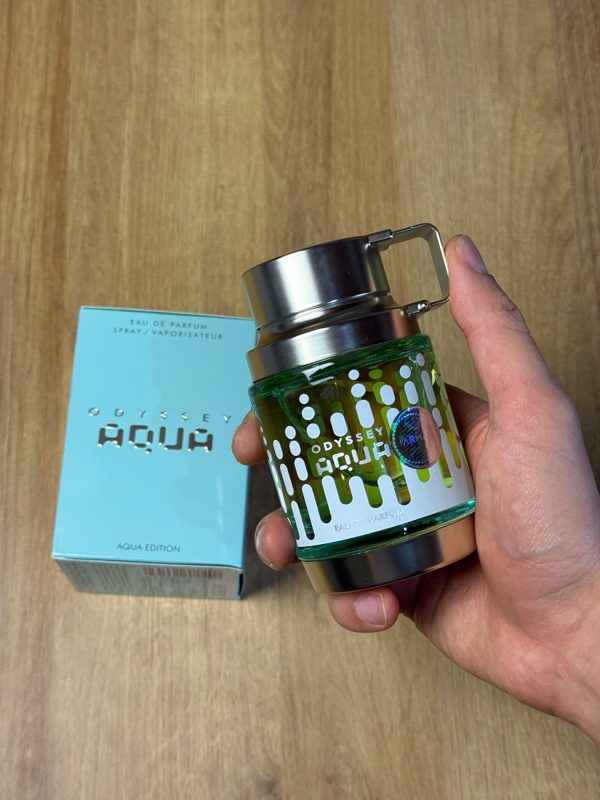 EAU DE PARFUM
SPRAY / VAPORISATEUR
ODYSSEY
AQUA
AQUA EDITION
ODYSSEY
AQUA
EAU DE PARFUM